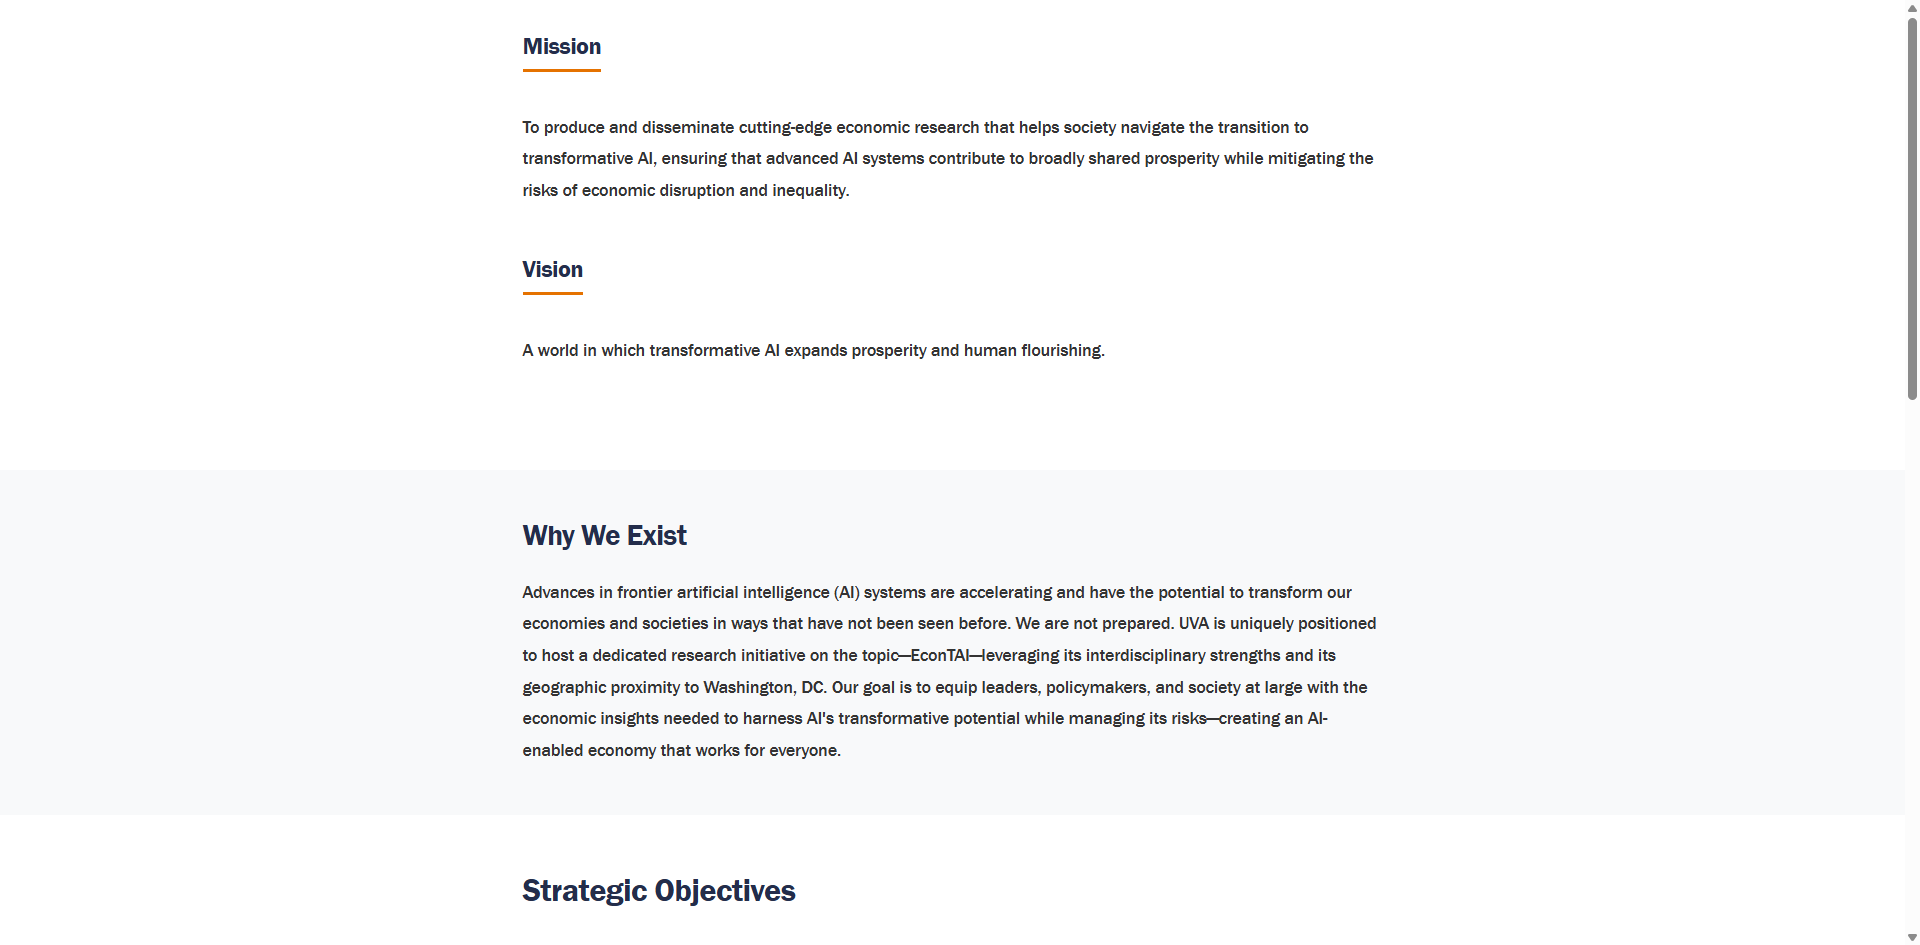 Mission
To produce and disseminate cutting-edge economic research that helps society navigate the transition to
transformative AI, ensuring that advanced AI systems contribute to broadly shared prosperity while mitigating the
risks of economic disruption and inequality.
Vision
A world in which transformative AI expands prosperity and human flourishing.
Why We Exist
Advances in frontier artificial intelligence (AI) systems are accelerating and have the potential to transform our
economies and societies in ways that have not been seen before. We are not prepared. UVA is uniquely positioned
to host a dedicated research initiative on the topic—EconTAI—leveraging its interdisciplinary strengths and its
geographic proximity to Washington, DC. Our goal is to equip leaders, policymakers, and society at large with the
economic insights needed to harness AI's transformative potential while managing its risks—creating an AI-
enabled economy that works for everyone.
Strategic Objectives